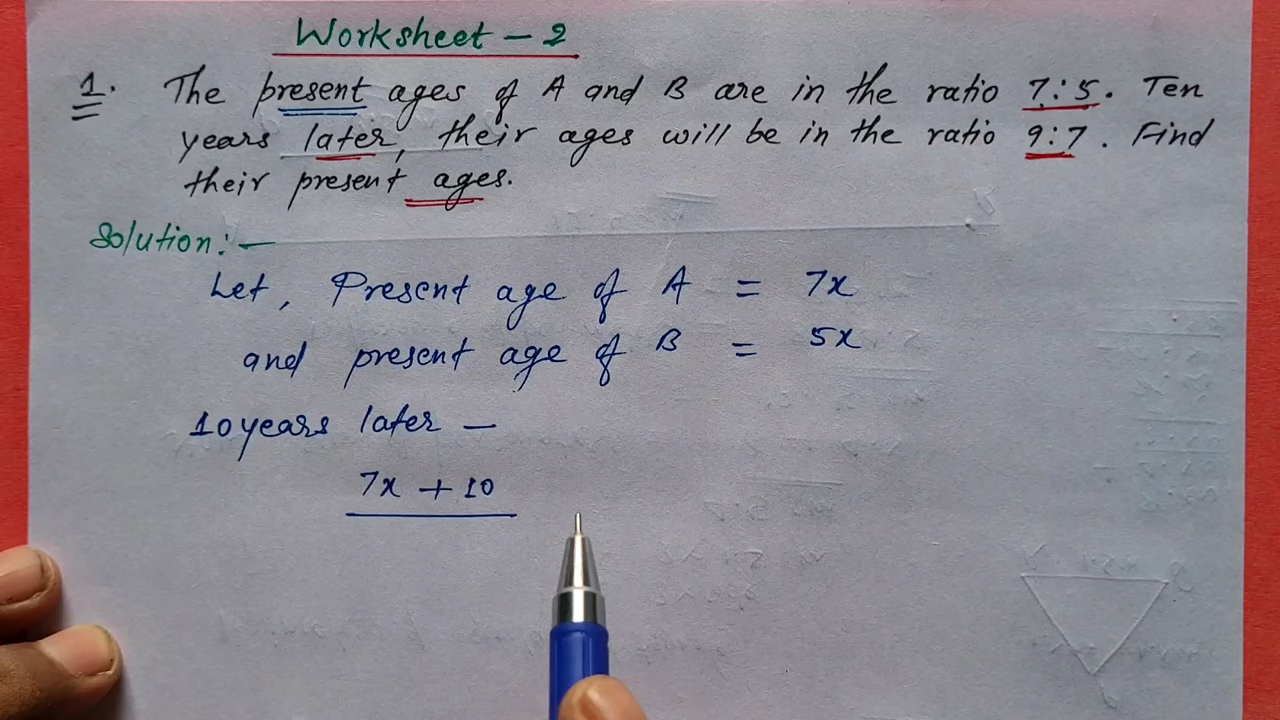 Worksheet - 2
1. The present ages of A and B are in the ratio 7:5. Ten
years later, their ages will be in the ratio 9:7. Find
their present ages.
Solution:-
Let, Present age of A = 7x
and present age of B = 5x
10 years later -
7x + 10